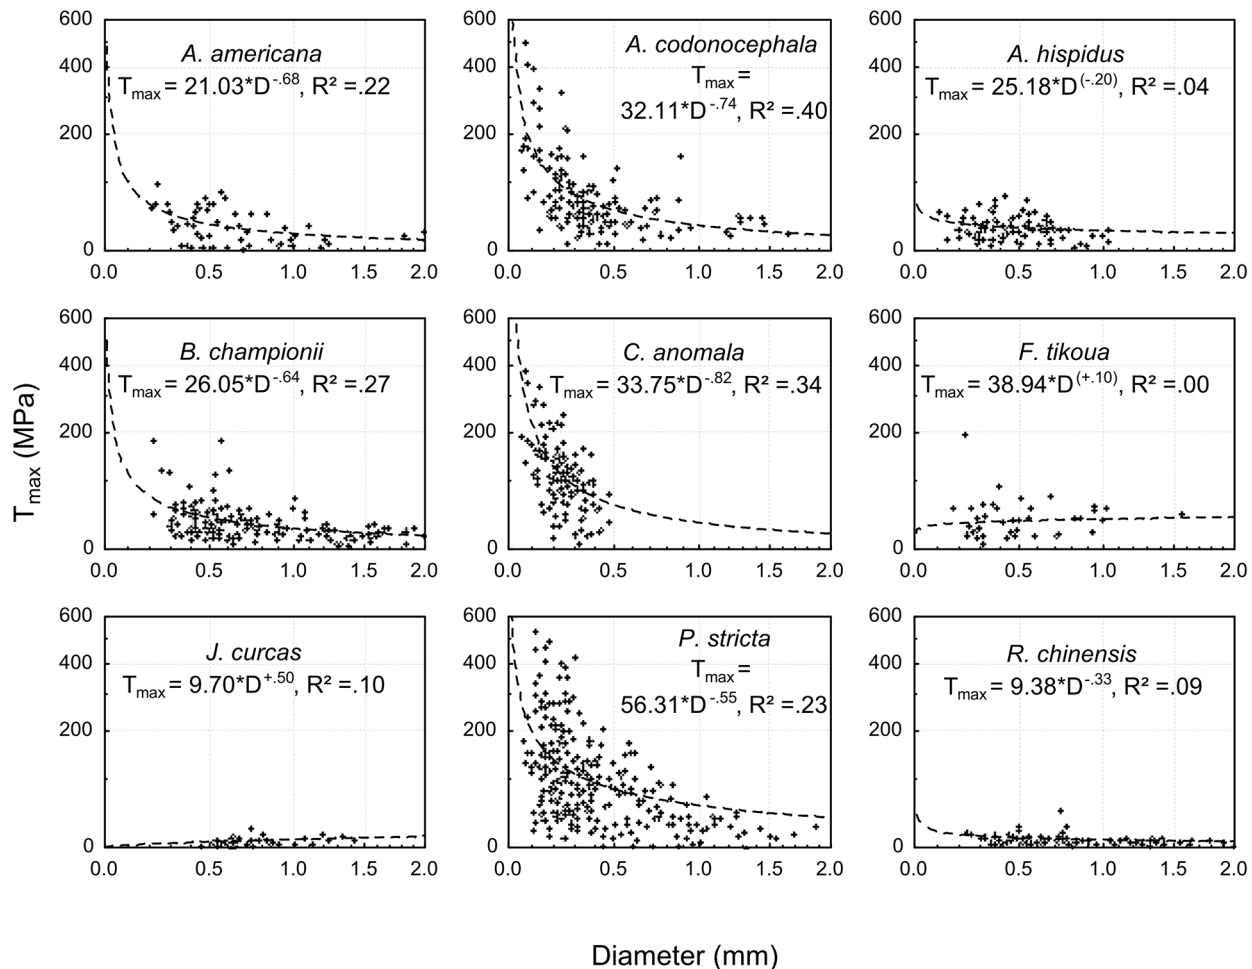 A. americana
Tmax = 21.03*D-.68, R² =.22
600
400
200
0
0.0 0.5 1.0 1.5 2.0
A. codonocephala
Tmax =
32.11*D-.74, R² =.40
600
400
200
0
0.0 0.5 1.0 1.5 2.0
A. hispidus
Tmax = 25.18*D(-.20), R² =.04
600
400
200
0
0.0 0.5 1.0 1.5 2.0
Tmax (MPa)
B. championii
Tmax = 26.05*D-.64, R² =.27
600
400
200
0
0.0 0.5 1.0 1.5 2.0
C. anomala
Tmax = 33.75*D-.82, R² =.34
600
400
200
0
0.0 0.5 1.0 1.5 2.0
F. tikoua
Tmax = 38.94*D(+.10), R² =.00
600
400
200
0
0.0 0.5 1.0 1.5 2.0
J. curcas
Tmax = 9.70*D+.50, R² =.10
600
400
200
0
0.0 0.5 1.0 1.5 2.0
P. stricta
Tmax =
56.31*D-.55, R² =.23
600
400
200
0
0.0 0.5 1.0 1.5 2.0
R. chinensis
Tmax = 9.38*D-.33, R² =.09
600
400
200
0
0.0 0.5 1.0 1.5 2.0
Diameter (mm)